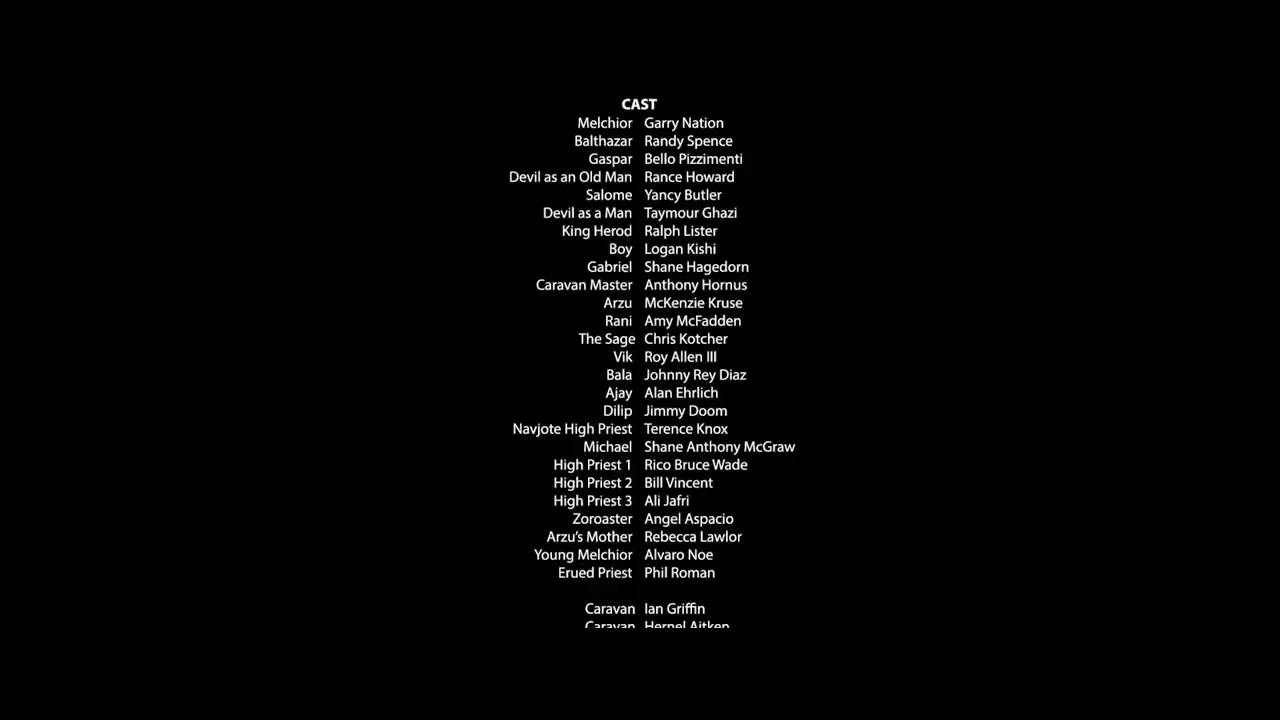 CAST
Melchior Garry Nation
Balthazar Randy Spence
Gaspar Bello Pizzimenti
Devil as an Old Man Rance Howard
Salome Yancy Butler
Devil as a Man Taymour Ghazi
King Herod Ralph Lister
Boy Logan Kishi
Gabriel Shane Hagedorn
Caravan Master Anthony Hornus
Arzu McKenzie Kruse
Rani Amy McFadden
The Sage Chris Kotcher
Vik Roy Allen III
Bala Johnny Rey Diaz
Ajay Alan Ehrlich
Dilip Jimmy Doom
Navjote High Priest Terence Knox
Michael Shane Anthony McGraw
High Priest 1 Rico Bruce Wade
High Priest 2 Bill Vincent
High Priest 3 Ali Jafri
Zoroaster Angel Aspacio
Arzu's Mother Rebecca Lawlor
Young Melchior Alvaro Noe
Erued Priest Phil Roman
Caravan Ian Griffin
Caravan Hernel Aitken